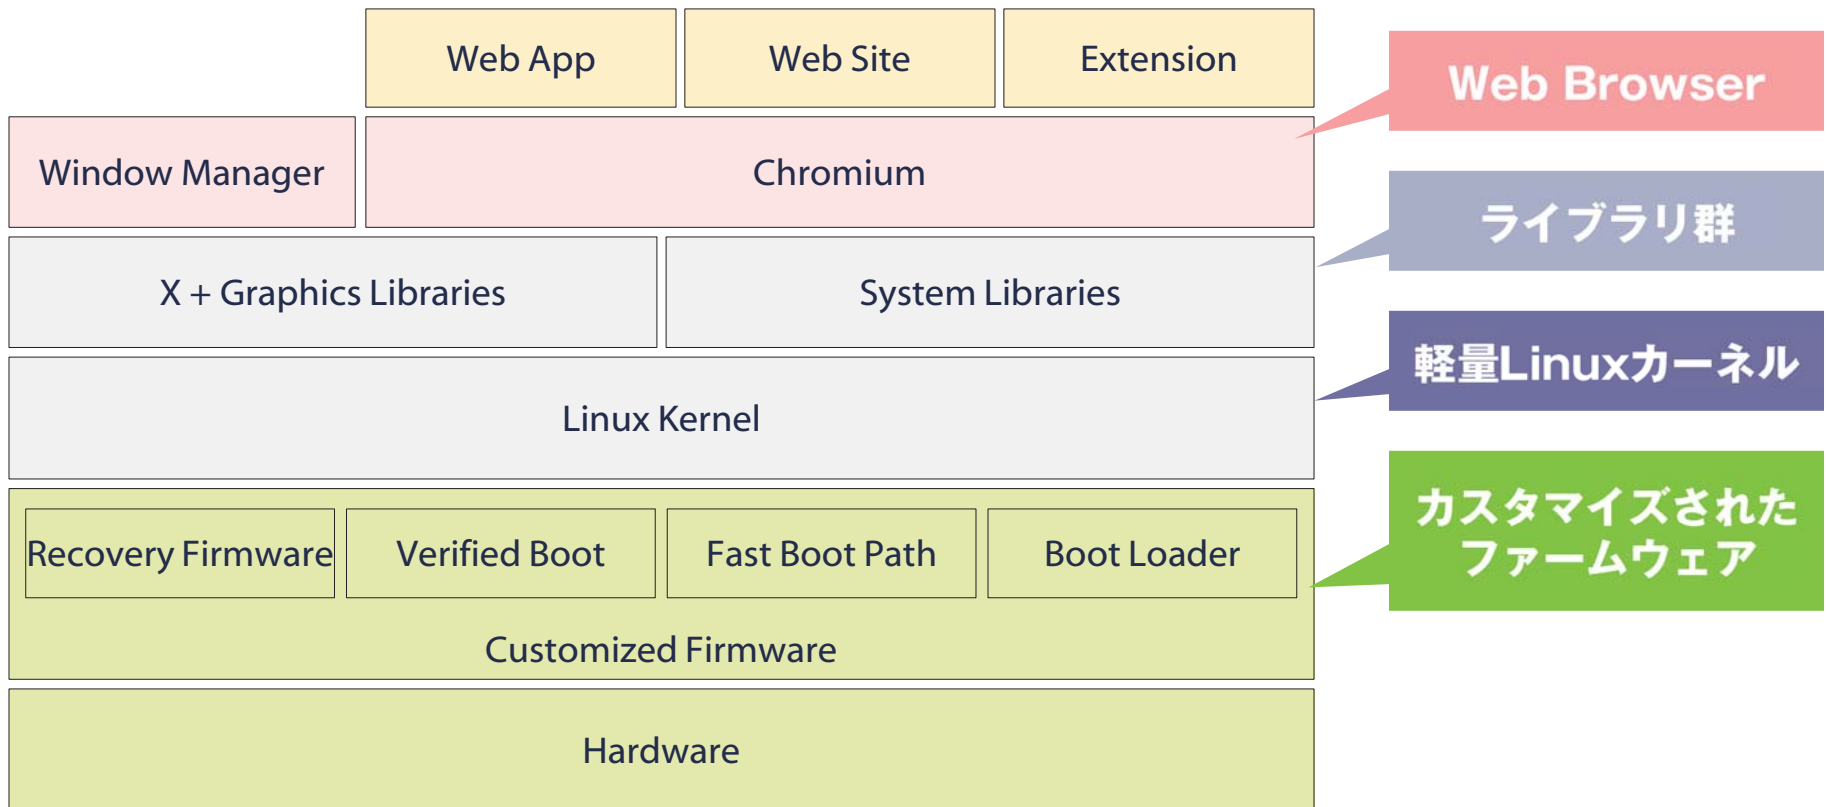 Web App
Web Site
Extension
Web Browser
Window Manager
Chromium
ライブラリ群
X + Graphics Libraries
System Libraries
軽量Linuxカーネル
Linux Kernel
カスタマイズされた
ファームウェア
Recovery Firmware
Verified Boot
Fast Boot Path
Boot Loader
Customized Firmware
Hardware